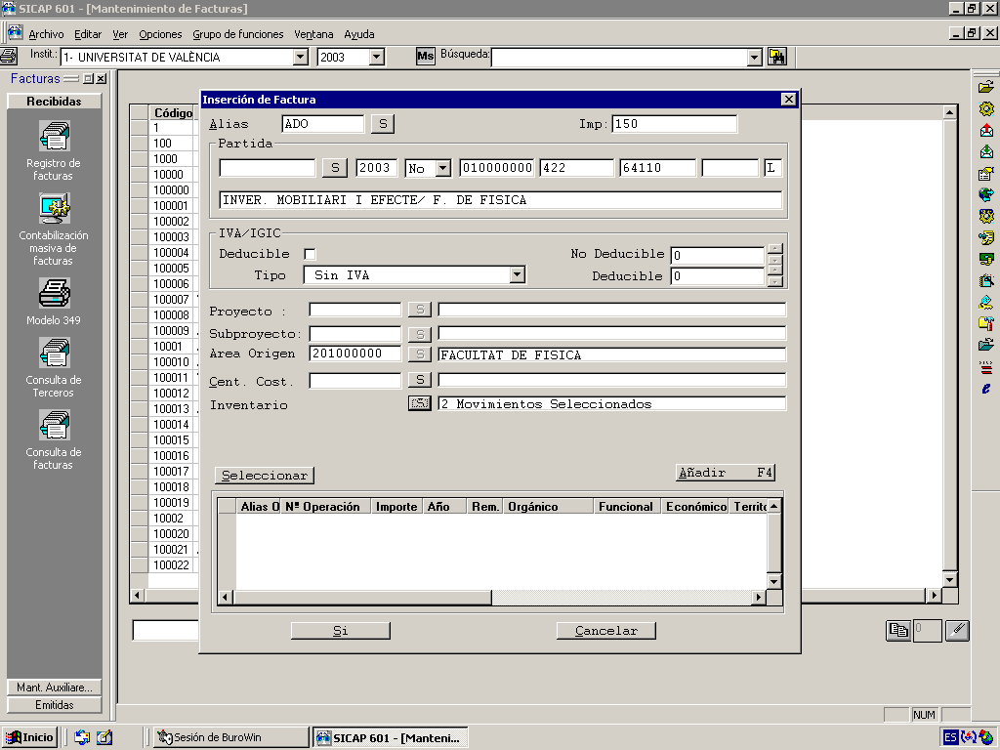 SICAP 601 - [Mantenimiento de Facturas]
Archivo Editar Ver Opciones Grupo de funciones Ventana Ayuda
Instit.: 1- UNIVERSITAT DE VALÈNCIA 2003 Ms Búsqueda:
Facturas
Recibidas
Registro de
facturas
Contabilización
masiva de
facturas
Modelo 349
Consulta de
Terceros
Consulta de
facturas
Mant. Auxiliare...
Emitidas
Código
1
100
1000
10000
100000
100001
100002
100003
100004
100005
100006
100007
100008
100009
10001
100010
100011
100012
100013
100014
100015
100016
100017
100018
100019
10002
100020
100021
100022
Inserción de Factura
Alias ADO S Imp: 150
Partida
S 2003 No 010000000 422 64110 L
INVER. MOBILIARI I EFECTE/ F. DE FISICA
IVA/IGIC
Deducible No Deducible 0
Tipo Sin IVA Deducible 0
Proyecto : S
Subproyecto: S
Area Origen 201000000 S FACULTAT DE FISICA
Cent. Cost. S
Inventario S 2 Movimientos Seleccionados
Seleccionar Añadir F4
Alias O Nº Operación Importe Año Rem. Orgánico Funcional Económico Territo
Si Cancelar
0
NUM
Inicio Sesión de BuroWin SICAP 601 - [Manteni... ES